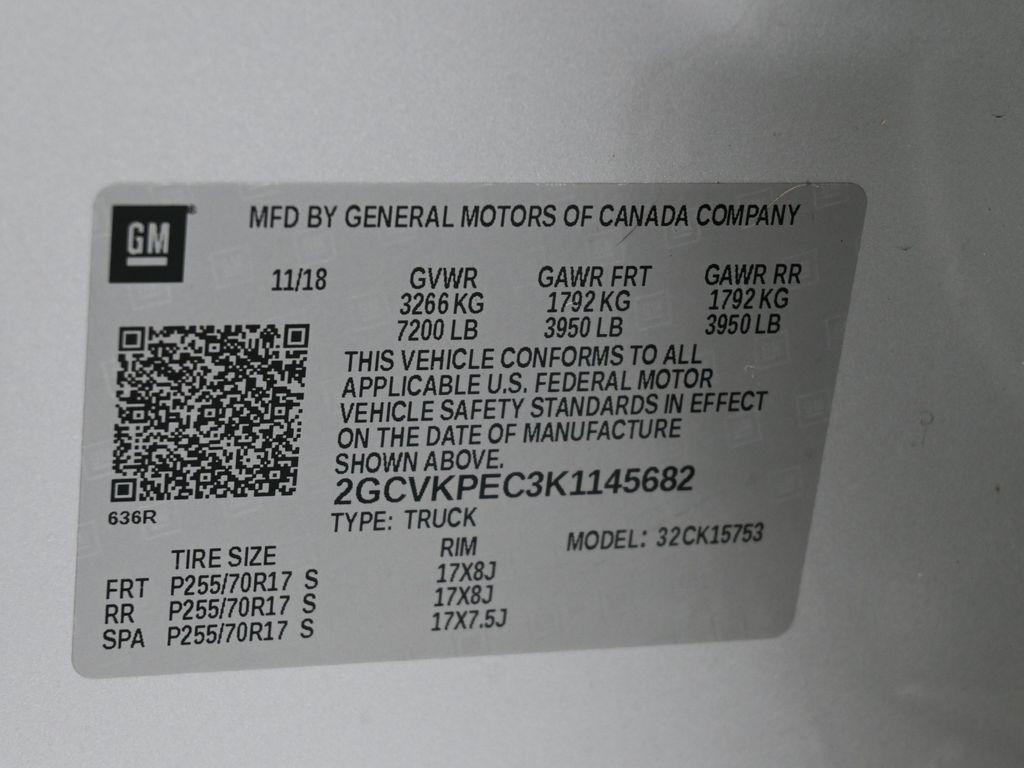 GM
MFD BY GENERAL MOTORS OF CANADA COMPANY
11/18 GVWR GAWR FRT GAWR RR
3266 KG 1792 KG 1792 KG
7200 LB 3950 LB 3950 LB
THIS VEHICLE CONFORMS TO ALL
APPLICABLE U.S. FEDERAL MOTOR
VEHICLE SAFETY STANDARDS IN EFFECT
ON THE DATE OF MANUFACTURE
SHOWN ABOVE.
2GCVKPEC3K1145682
636R
TYPE: TRUCK MODEL: 32CK15753
TIRE SIZE RIM
FRT P255/70R17 S 17X8J
RR P255/70R17 S 17X8J
SPA P255/70R17 S 17X7.5J